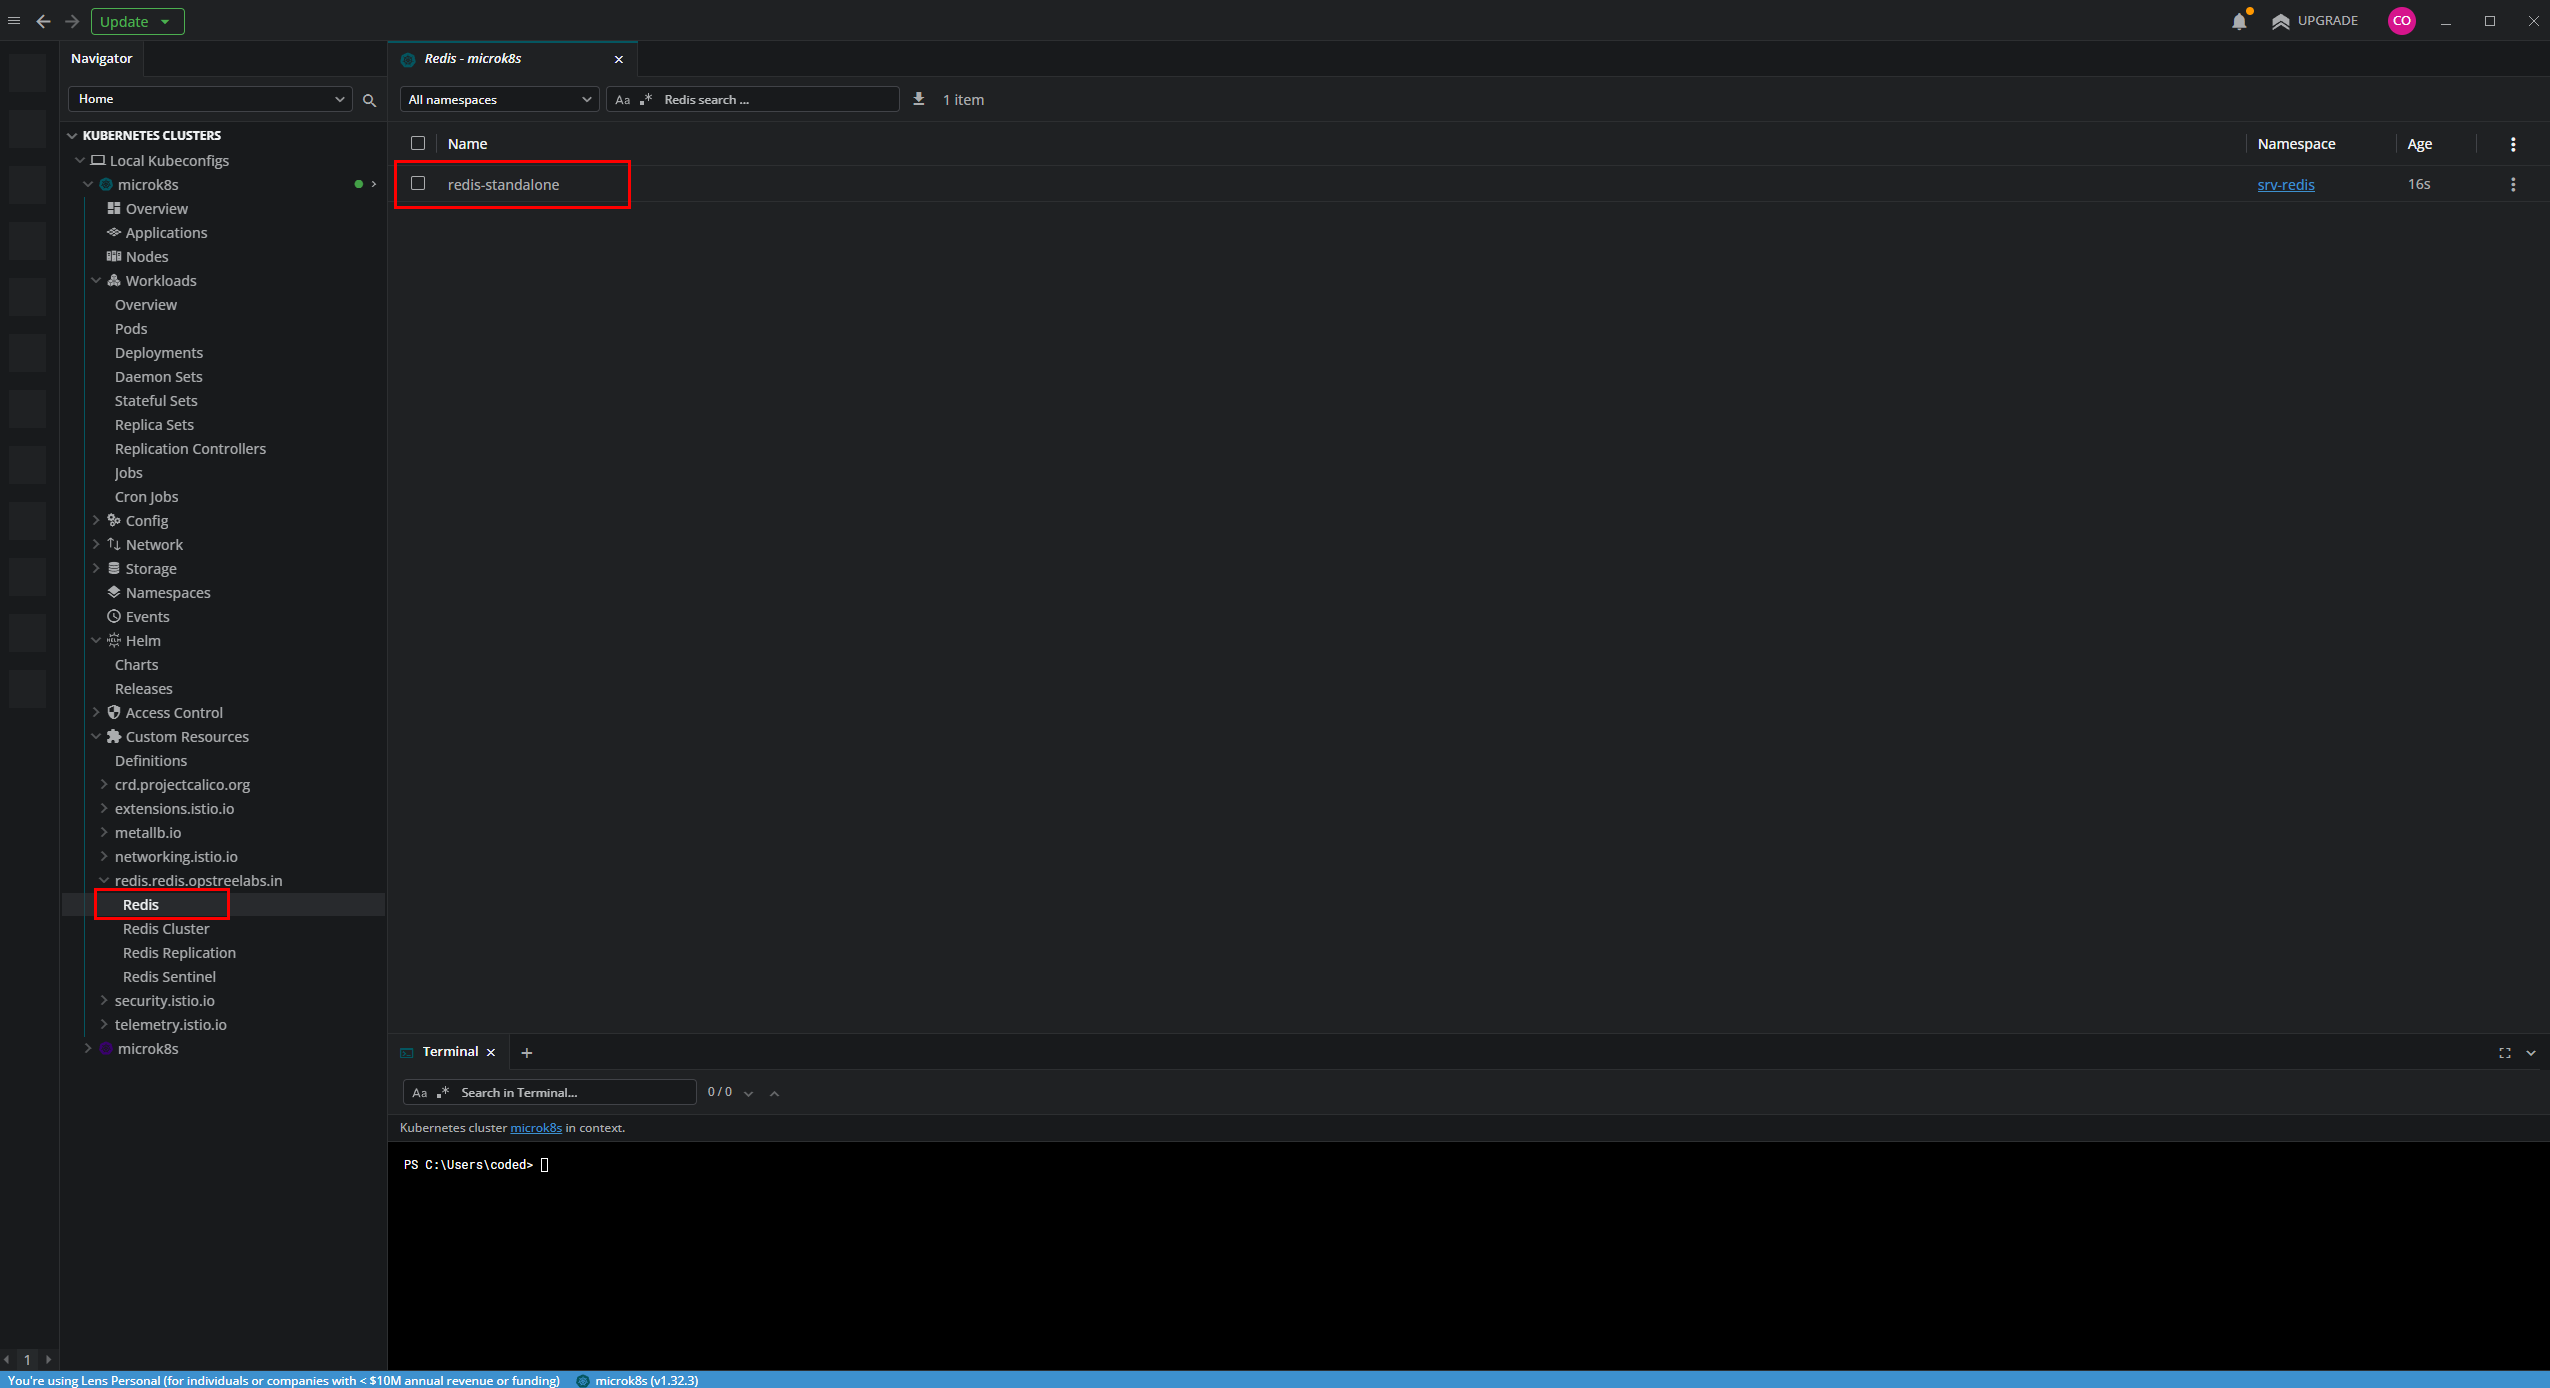 Update
UPGRADE
CO
Navigator
Redis - microk8s
Home
All namespaces
Aa .* Redis search ...
1 item
KUBERNETES CLUSTERS
Name
Namespace
Age
Local Kubeconfigs
microk8s
redis-standalone
srv-redis
16s
Overview
Applications
Nodes
Workloads
Overview
Pods
Deployments
Daemon Sets
Stateful Sets
Replica Sets
Replication Controllers
Jobs
Cron Jobs
Config
Network
Storage
Namespaces
Events
HELM Helm
Charts
Releases
Access Control
Custom Resources
Definitions
crd.projectcalico.org
extensions.istio.io
metallb.io
networking.istio.io
redis.redis.opstreelabs.in
Redis
Redis Cluster
Redis Replication
Redis Sentinel
security.istio.io
telemetry.istio.io
microk8s
Terminal
Aa .* Search in Terminal...
0 / 0
Kubernetes cluster microk8s in context.
PS C:\Users\coded>
1
You're using Lens Personal (for individuals or companies with < $10M annual revenue or funding)
microk8s (v1.32.3)